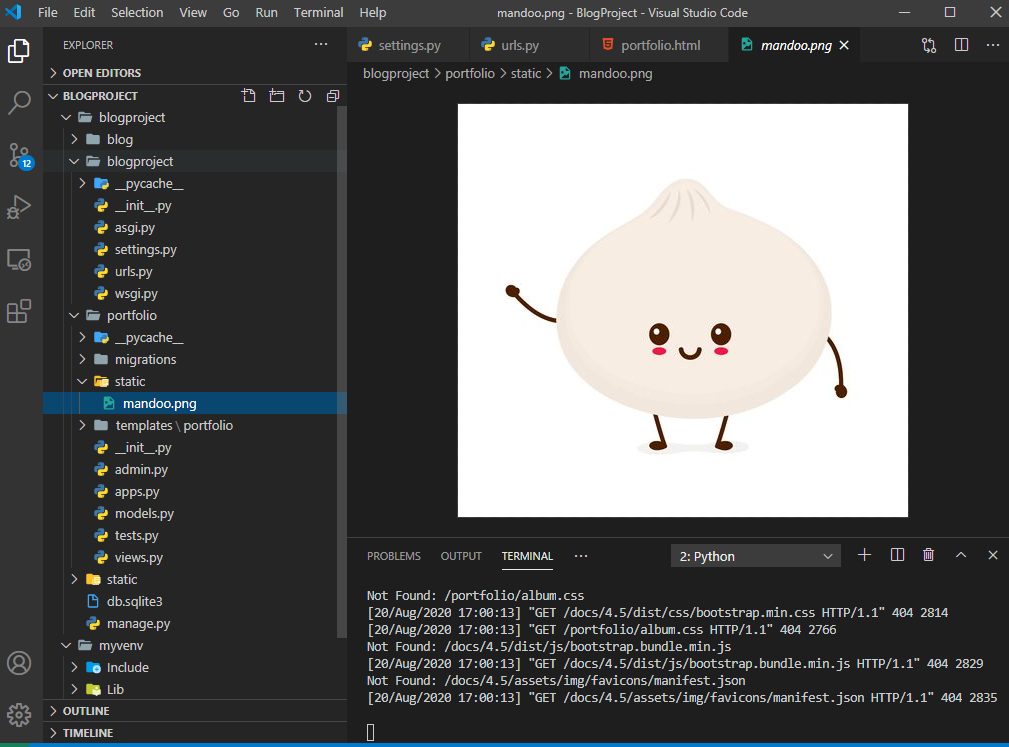 File Edit Selection View Go Run Terminal Help mandoo.png - BlogProject - Visual Studio Code
EXPLORER
OPEN EDITORS
BLOGPROJECT
blogproject
blog
blogproject
__pycache__
__init__.py
asgi.py
settings.py
urls.py
wsgi.py
portfolio
__pycache__
migrations
static
mandoo.png
templates \ portfolio
__init__.py
admin.py
apps.py
models.py
tests.py
views.py
static
db.sqlite3
manage.py
myvenv
Include
Lib
OUTLINE
TIMELINE
12
settings.py urls.py portfolio.html mandoo.png
blogproject > portfolio > static > mandoo.png
PROBLEMS OUTPUT TERMINAL ··· 2: Python
Not Found: /portfolio/album.css
[20/Aug/2020 17:00:13] "GET /docs/4.5/dist/css/bootstrap.min.css HTTP/1.1" 404 2814
[20/Aug/2020 17:00:13] "GET /portfolio/album.css HTTP/1.1" 404 2766
Not Found: /docs/4.5/dist/js/bootstrap.bundle.min.js
[20/Aug/2020 17:00:13] "GET /docs/4.5/dist/js/bootstrap.bundle.min.js HTTP/1.1" 404 2829
Not Found: /docs/4.5/assets/img/favicons/manifest.json
[20/Aug/2020 17:00:13] "GET /docs/4.5/assets/img/favicons/manifest.json HTTP/1.1" 404 2835